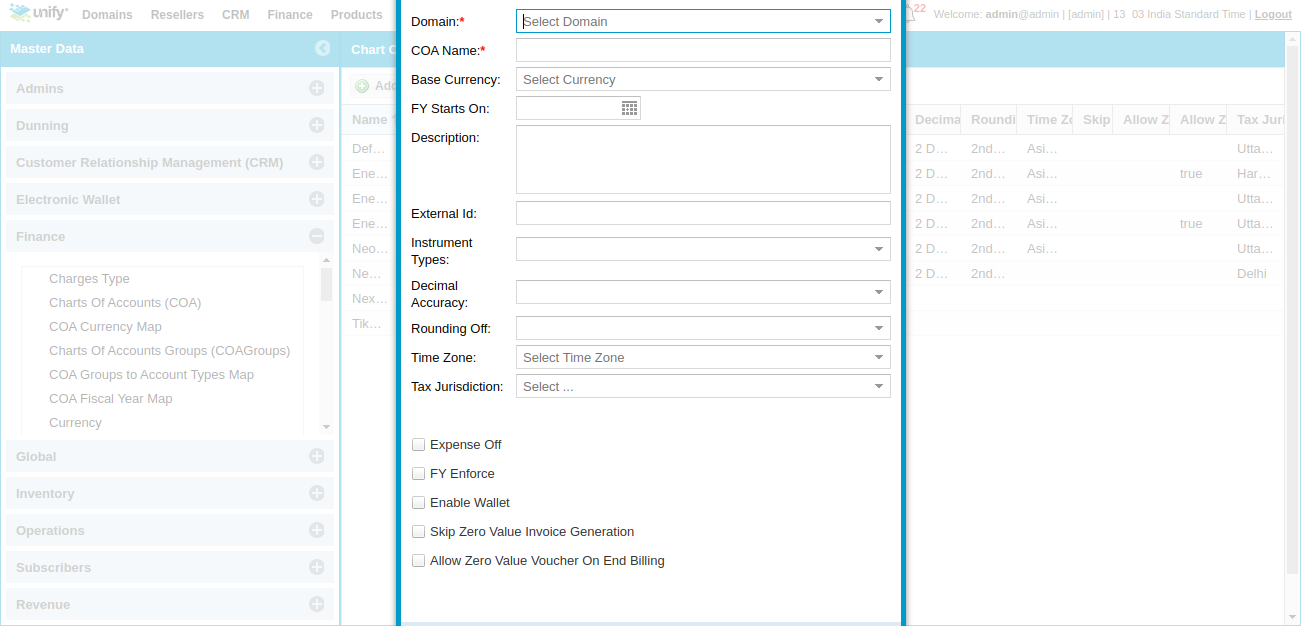 unify Domains Resellers CRM Finance Products
22 Welcome: admin@admin | [admin] | 13 03 India Standard Time | Logout
Master Data
Admins
Dunning
Customer Relationship Management (CRM)
Electronic Wallet
Finance
Charges Type
Charts Of Accounts (COA)
COA Currency Map
Charts Of Accounts Groups (COAGroups)
COA Groups to Account Types Map
COA Fiscal Year Map
Currency
Global
Inventory
Operations
Subscribers
Revenue
Chart
Name
Def...
Ene...
Ene...
Ene...
Neo...
Ne...
Nex...
Tik...
Domain:* Select Domain
COA Name:*
Base Currency: Select Currency
FY Starts On:
Description:
External Id:
Instrument
Types:
Decimal
Accuracy:
Rounding Off:
Time Zone: Select Time Zone
Tax Jurisdiction: Select ...
Expense Off
FY Enforce
Enable Wallet
Skip Zero Value Invoice Generation
Allow Zero Value Voucher On End Billing
Decima Roundi Time Zo Skip Allow Z Allow Z Tax Juri
2 D... 2nd... Asi... Utta...
2 D... 2nd... Asi... true Har...
2 D... 2nd... Asi... Utta...
2 D... 2nd... Asi... true Utta...
2 D... 2nd... Asi... Utta...
2 D... 2nd... Delhi